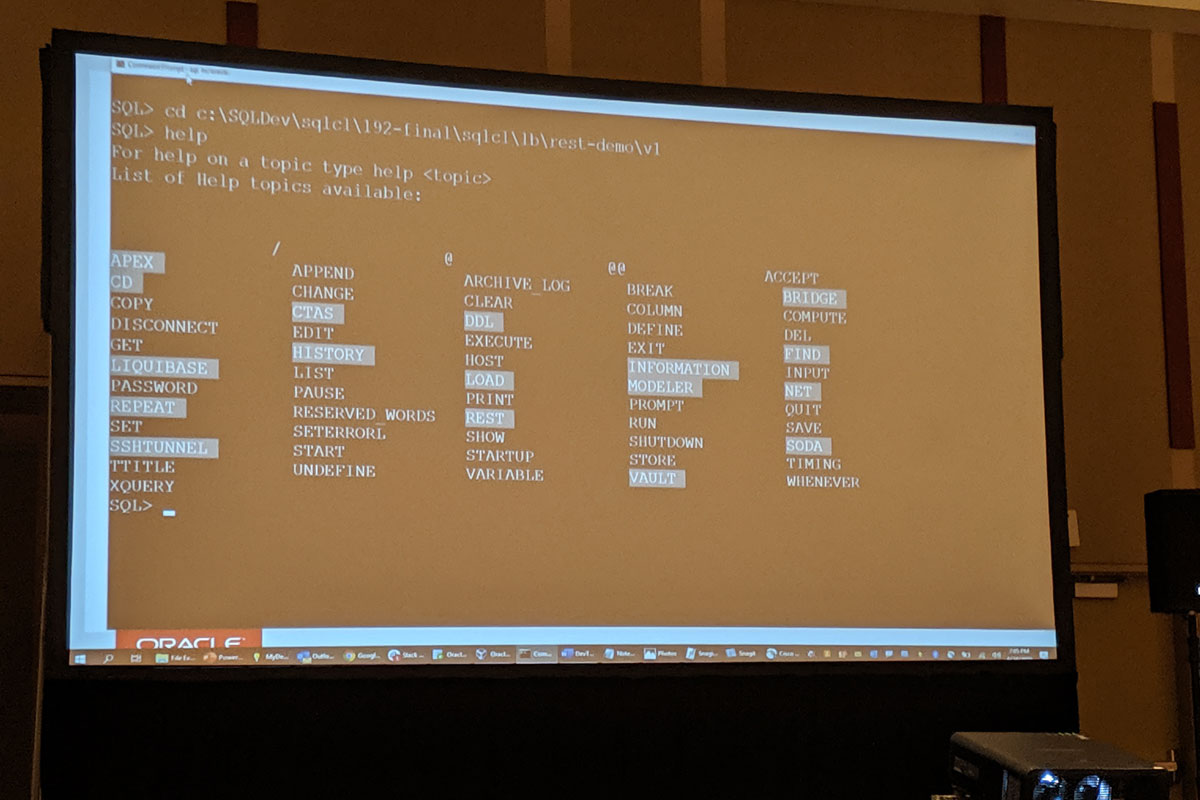 SQL> cd c:\SQLDev\sqlcl\192-final\sqlcl\lb\rest-demo\v1
SQL> help
For help on a topic type help <topic>
List of Help topics available:
/ @ @@ ACCEPT
APEX APPEND ARCHIVE_LOG BREAK BRIDGE
CD CHANGE CLEAR COLUMN COMPUTE
COPY CTAS DDL DEFINE DEL
DISCONNECT EDIT EXECUTE EXIT FIND
GET HISTORY HOST INFORMATION INPUT
LIQUIBASE LIST LOAD MODELER NET
PASSWORD PAUSE PRINT PROMPT QUIT
REPEAT RESERVED_WORDS REST RUN SAVE
SET SETERRORL SHOW SHUTDOWN SODA
SSHTUNNEL START STARTUP STORE TIMING
TTITLE UNDEFINE VARIABLE VAULT WHENEVER
XQUERY
SQL>
ORACLE
File Ex... Power... MyDe... Outlo... Googl... Slack ... Oracl... Oracl... Com... DevT... Note... Photos Snagi... Snagit Cisco ... 7:05 PM